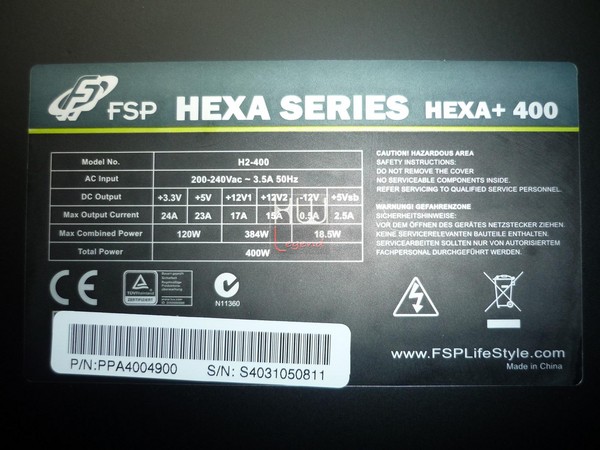 FSP HEXA SERIES HEXA+ 400
Model No. H2-400
AC Input 200-240Vac ~ 3.5A 50Hz
DC Output +3.3V +5V +12V1 +12V2 -12V +5Vsb
Max Output Current 24A 23A 17A 15A 0.5A 2.5A
Max Combined Power 120W 384W 18.5W
Total Power 400W
CAUTION! HAZARDOUS AREA
SAFETY INSTRUCTIONS:
DO NOT REMOVE THE COVER
NO SERVICEABLE COMPONENTS INSIDE.
REFER SERVICING TO QUALIFIED SERVICE PERSONNEL.
WARNUNG! GEFAHRENZONE
SICHERHEITSHINWEISE:
VOR DEM ÖFFNEN DES GERÄTES NETZSTECKER ZIEHEN
KEINE SERVICERELEVANTEN BAUTEILE ENTHALTEN.
SERVICEARBEITEN SOLLTEN NUR VON AUTORISIERTEM
FACHPERSONAL DURCHGEFÜHRT WERDEN.
CE
N11360
www.FSPLifeStyle.com
Made in China
P/N:PPA4004900 S/N: S4031050811